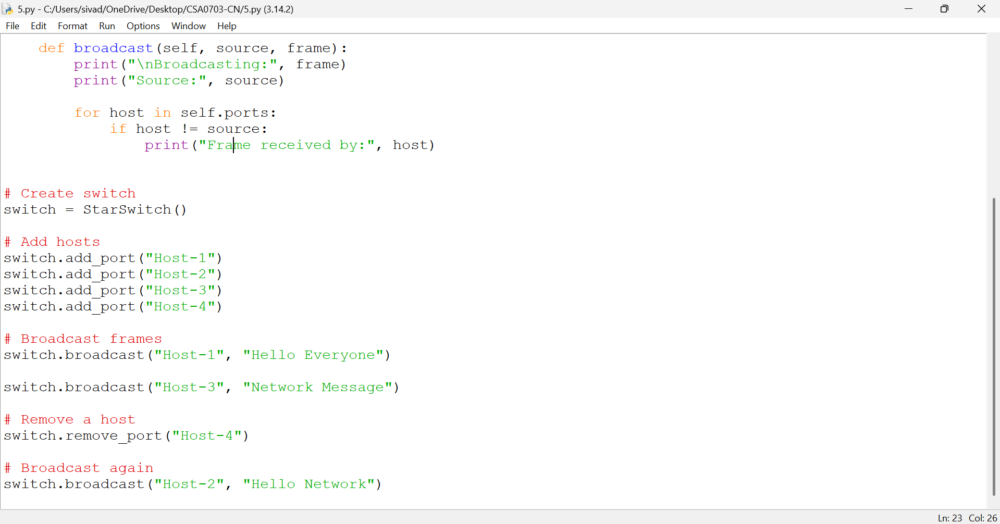 5.py - C:/Users/sivad/OneDrive/Desktop/CSA0703-CN/5.py (3.14.2)
File Edit Format Run Options Window Help
    def broadcast(self, source, frame):
        print("\nBroadcasting:", frame)
        print("Source:", source)

        for host in self.ports:
            if host != source:
                print("Frame received by:", host)

# Create switch
switch = StarSwitch()

# Add hosts
switch.add_port("Host-1")
switch.add_port("Host-2")
switch.add_port("Host-3")
switch.add_port("Host-4")

# Broadcast frames
switch.broadcast("Host-1", "Hello Everyone")

switch.broadcast("Host-3", "Network Message")

# Remove a host
switch.remove_port("Host-4")

# Broadcast again
switch.broadcast("Host-2", "Hello Network")
Ln: 23 Col: 26